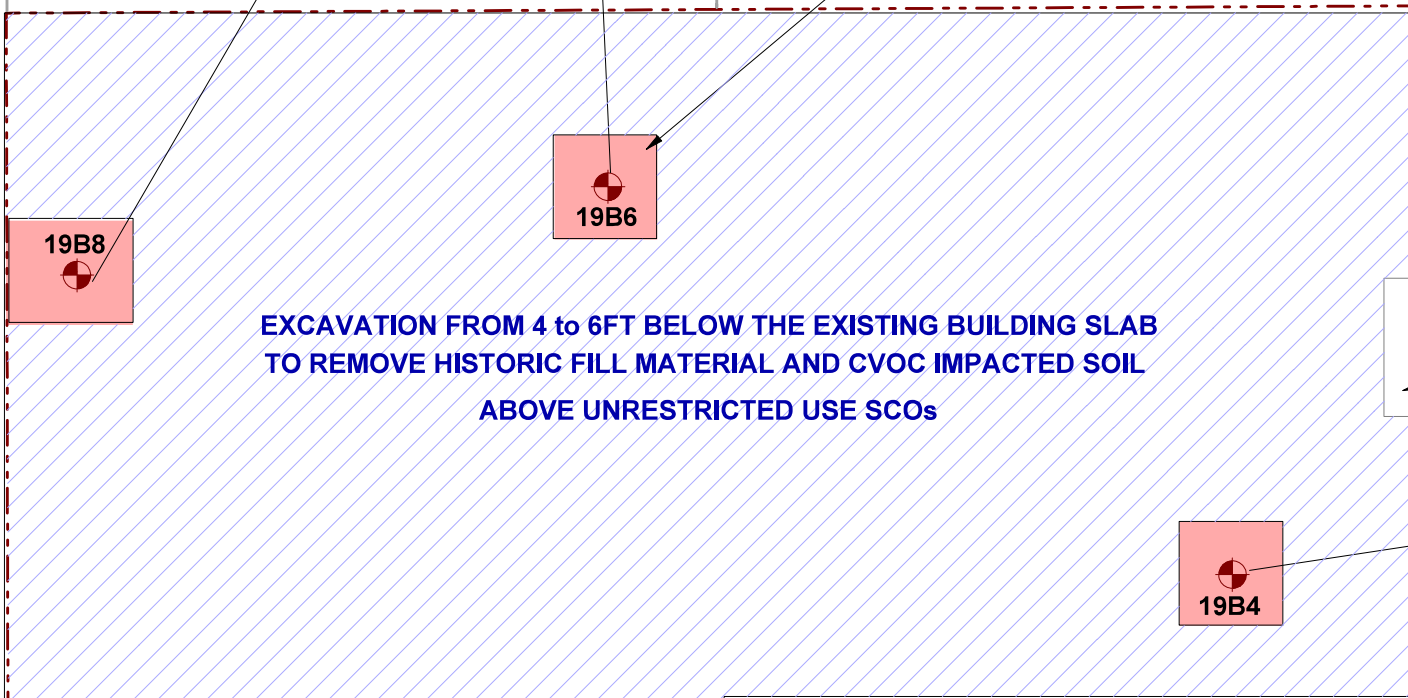 19B6
19B8
EXCAVATION FROM 4 to 6FT BELOW THE EXISTING BUILDING SLAB
TO REMOVE HISTORIC FILL MATERIAL AND CVOC IMPACTED SOIL
ABOVE UNRESTRICTED USE SCOs
19B4